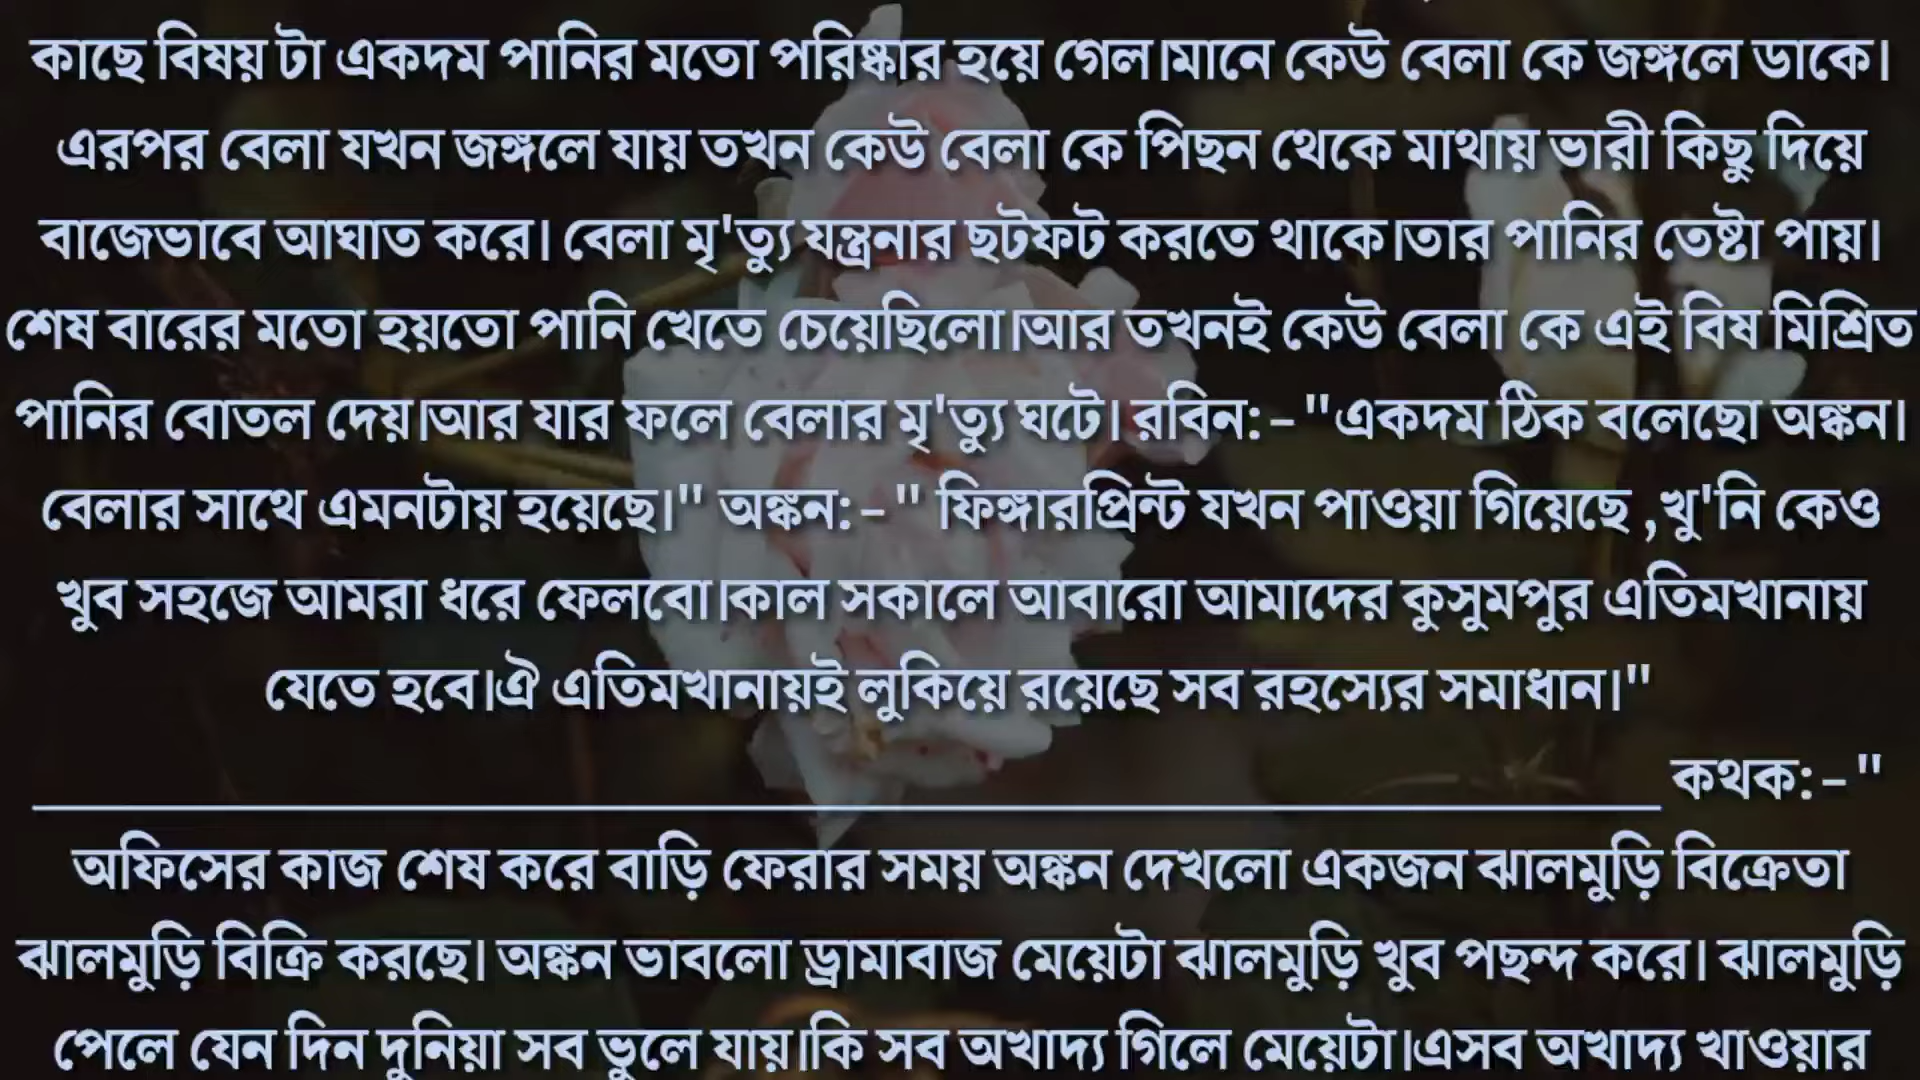 কাছে বিষয় টা একদম পানির মতো পরিষ্কার হয়ে গেল।মানে কেউ বেলা কে জঙ্গলে ডাকে।
এরপর বেলা যখন জঙ্গলে যায় তখন কেউ বেলা কে পিছন থেকে মাথায় ভারী কিছু দিয়ে
বাজেভাবে আঘাত করে। বেলা মৃ'ত্যু যন্ত্রনার ছটফট করতে থাকে।তার পানির তেষ্টা পায়।
শেষ বারের মতো হয়তো পানি খেতে চেয়েছিলো।আর তখনই কেউ বেলা কে এই বিষ মিশ্রিত
পানির বোতল দেয়।আর যার ফলে বেলার মৃ'ত্যু ঘটে। রবিন:-"একদম ঠিক বলেছো অঙ্কন।
বেলার সাথে এমনটায় হয়েছে।" অঙ্কন:-" ফিঙ্গারপ্রিন্ট যখন পাওয়া গিয়েছে ,খু'নি কেও
খুব সহজে আমরা ধরে ফেলবো।কাল সকালে আবারো আমাদের কুসুমপুর এতিমখানায়
যেতে হবে।ঐ এতিমখানায়ই লুকিয়ে রয়েছে সব রহস্যের সমাধান।"
কথক:-"
অফিসের কাজ শেষ করে বাড়ি ফেরার সময় অঙ্কন দেখলো একজন ঝালমুড়ি বিক্রেতা
ঝালমুড়ি বিক্রি করছে। অঙ্কন ভাবলো ড্রামাবাজ মেয়েটা ঝালমুড়ি খুব পছন্দ করে। ঝালমুড়ি
পেলে যেন দিন দুনিয়া সব ভুলে যায়।কি সব অখাদ্য গিলে মেয়েটা।এসব অখাদ্য খাওয়ার